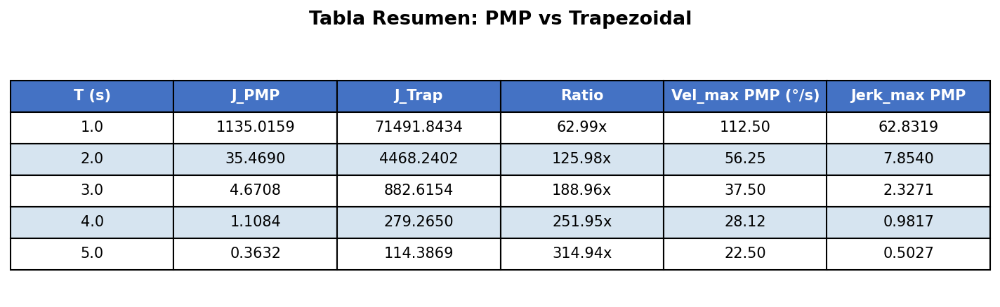 Tabla Resumen: PMP vs Trapezoidal
T (s) J_PMP J_Trap Ratio Vel_max PMP (°/s) Jerk_max PMP
1.0 1135.0159 71491.8434 62.99x 112.50 62.8319
2.0 35.4690 4468.2402 125.98x 56.25 7.8540
3.0 4.6708 882.6154 188.96x 37.50 2.3271
4.0 1.1084 279.2650 251.95x 28.12 0.9817
5.0 0.3632 114.3869 314.94x 22.50 0.5027